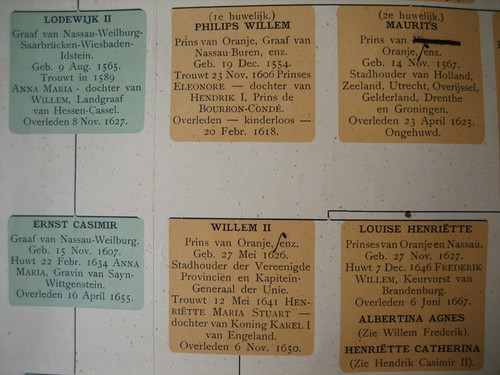 LODEWIJK II
Graaf van Nassau-Weilburg-
Saarbrücken-Wiesbaden-
Idstein.
Geb. 9 Aug. 1565.
Trouwt in 1589
ANNA MARIA - dochter van
WILLEM, Landgraaf
van Hessen-Cassel.
Overleden 8 Nov. 1627.
(1e huwelijk)
PHILIPS WILLEM
Prins van Oranje, Graaf van
Nassau-Buren, enz.
Geb. 19 Dec. 1554.
Trouwt 23 Nov. 1606 Prinses
ELEONORE — dochter van
HENDRIK I, Prins de
BOURBON-CONDÉ.
Overleden — kinderloos —
20 Febr. 1618.
(2e huwelijk.)
MAURITS
Prins van
Oranje, enz.
Geb. 14 Nov. 1567.
Stadhouder van Holland,
Zeeland, Utrecht, Overijssel,
Gelderland, Drenthe
en Groningen.
Overleden 23 April 1625.
Ongehuwd.
ERNST CASIMIR
Graaf van Nassau-Weilburg.
Geb. 15 Nov. 1607.
Huwt 22 Febr. 1634 ANNA
MARIA, Gravin van Sayn-
Wittgenstein.
Overleden 16 April 1655.
WILLEM II
Prins van Oranje, enz.
Geb. 27 Mei 1626.
Stadhouder der Vereenigde
Provinciën en Kapitein-
Generaal der Unie.
Trouwt 12 Mei 1641 HEN-
RIËTTE MARIA STUART —
dochter van Koning KAREL I
van Engeland.
Overleden 6 Nov. 1650.
LOUISE HENRIËTTE
Prinses van Oranje en Nassau.
Geb. 27 Nov. 1627.
Huwt 7 Dec. 1646 FREDERIK
WILLEM, Keurvorst van
Brandenburg.
Overleden 6 Juni 1667.
ALBERTINA AGNES
(Zie Willem Frederik).
HENRIËTTE CATHERINA
(Zie Hendrik Casimir II).